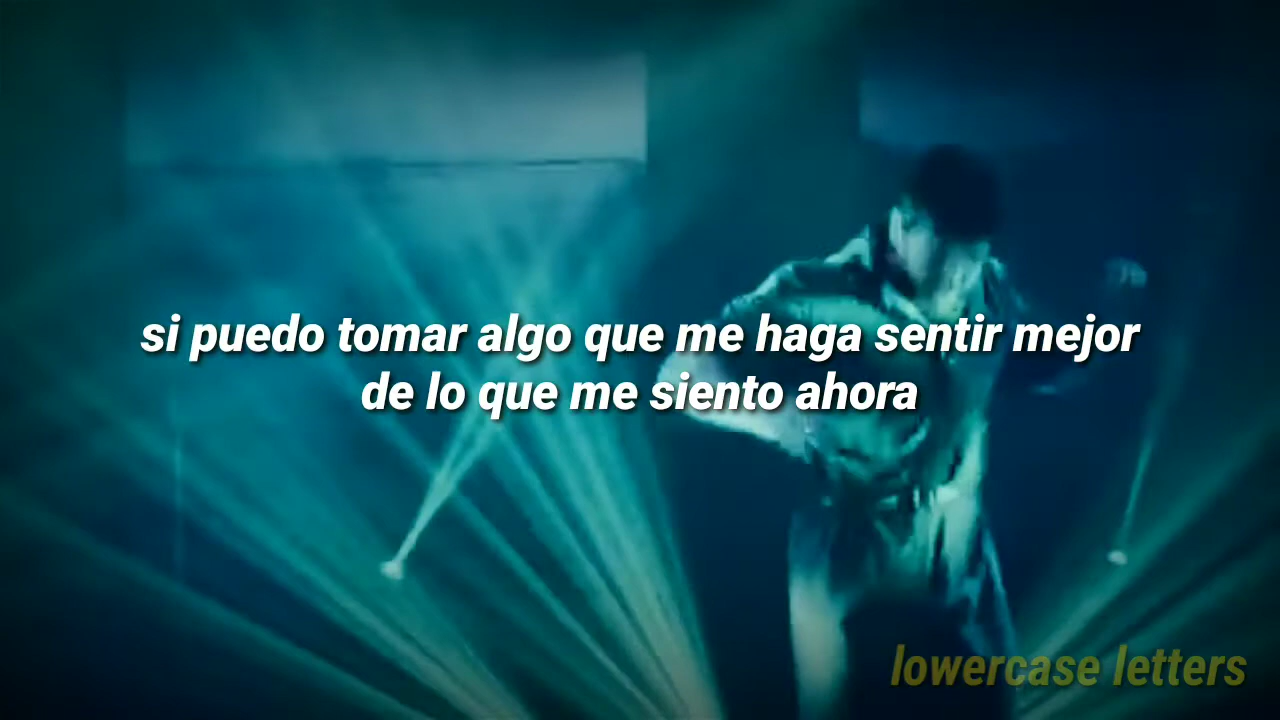 si puedo tomar algo que me haga sentir mejor
de lo que me siento ahora
lowercase letters